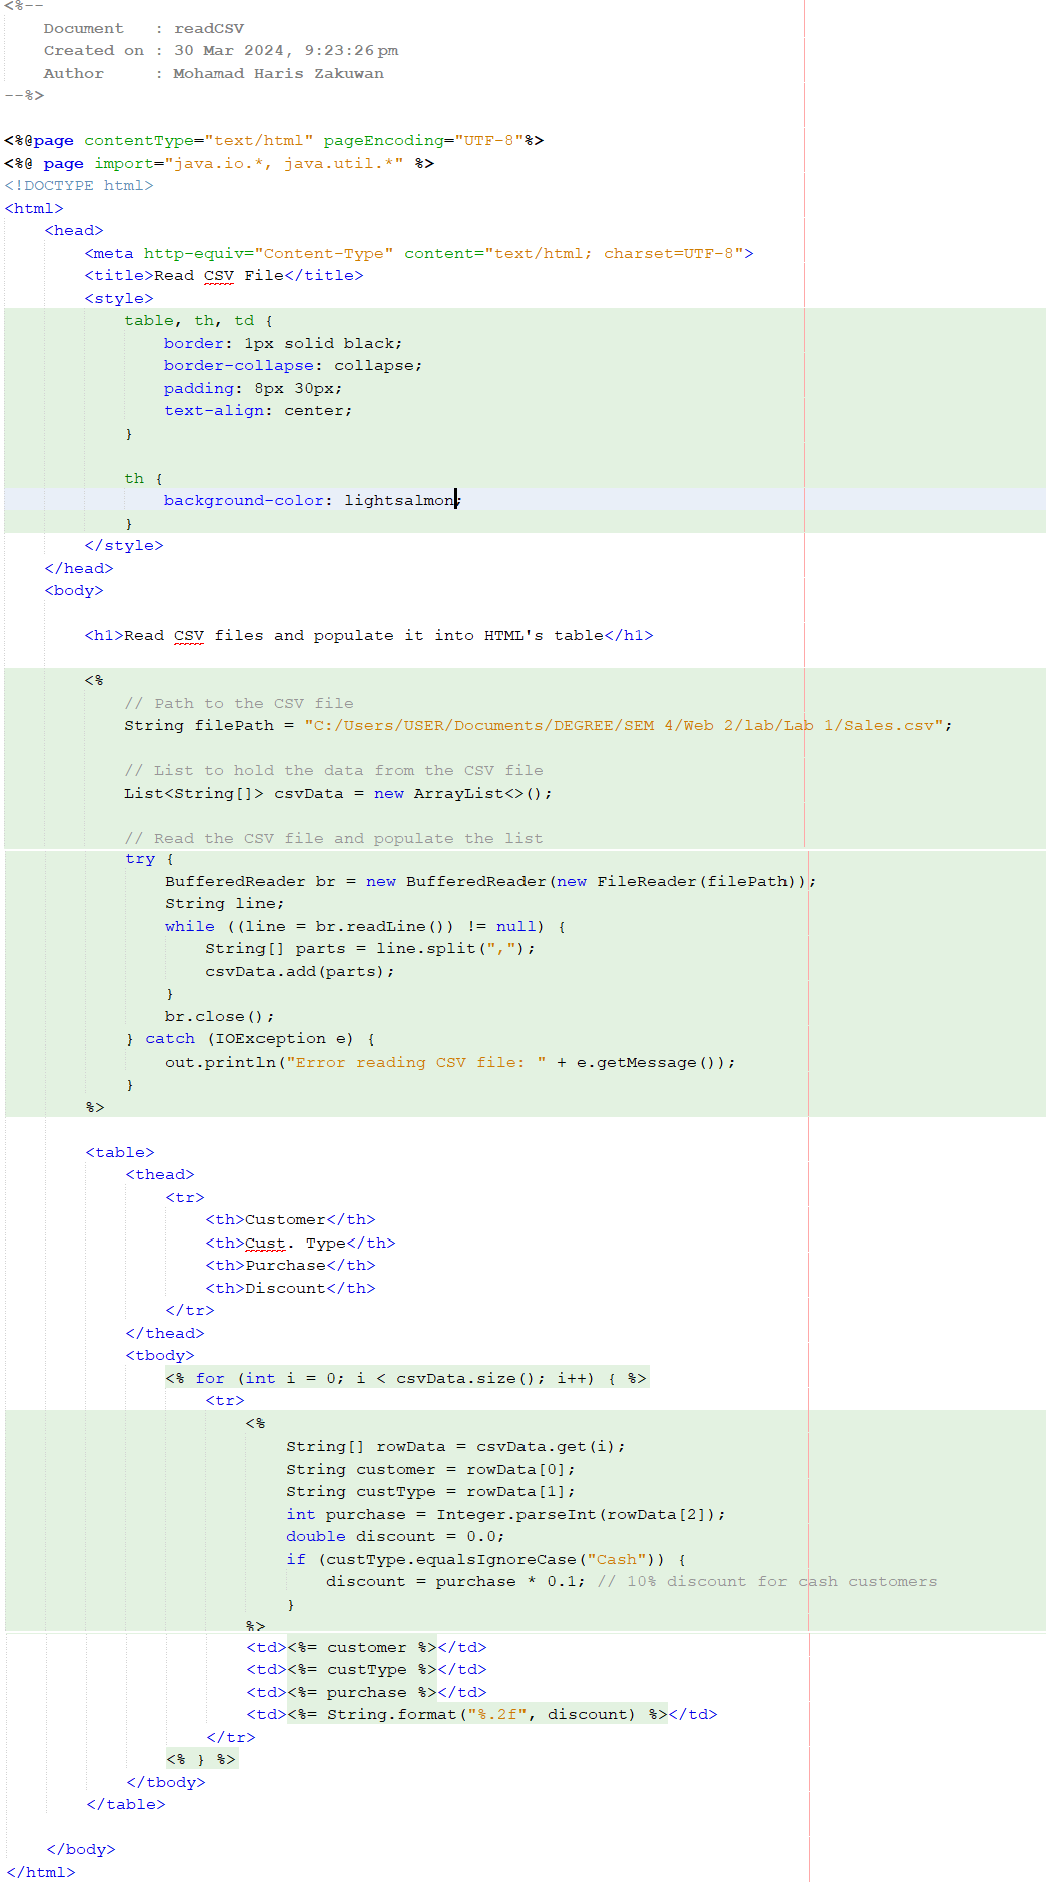 <%--
    Document   : readCSV
    Created on : 30 Mar 2024, 9:23:26 pm
    Author     : Mohamad Haris Zakuwan
--%>

<%@page contentType="text/html" pageEncoding="UTF-8"%>
<%@ page import="java.io.*, java.util.*" %>
<!DOCTYPE html>
<html>
    <head>
        <meta http-equiv="Content-Type" content="text/html; charset=UTF-8">
        <title>Read CSV File</title>
        <style>
            table, th, td {
                border: 1px solid black;
                border-collapse: collapse;
                padding: 8px 30px;
                text-align: center;
            }

            th {
                background-color: lightsalmon;
            }
        </style>
    </head>
    <body>

        <h1>Read CSV files and populate it into HTML's table</h1>

        <%
            // Path to the CSV file
            String filePath = "C:/Users/USER/Documents/DEGREE/SEM 4/Web 2/lab/Lab 1/Sales.csv";

            // List to hold the data from the CSV file
            List<String[]> csvData = new ArrayList<>();

            // Read the CSV file and populate the list
            try {
                BufferedReader br = new BufferedReader(new FileReader(filePath));
                String line;
                while ((line = br.readLine()) != null) {
                    String[] parts = line.split(",");
                    csvData.add(parts);
                }
                br.close();
            } catch (IOException e) {
                out.println("Error reading CSV file: " + e.getMessage());
            }
        %>

        <table>
            <thead>
                <tr>
                    <th>Customer</th>
                    <th>Cust. Type</th>
                    <th>Purchase</th>
                    <th>Discount</th>
                </tr>
            </thead>
            <tbody>
                <% for (int i = 0; i < csvData.size(); i++) { %>
                    <tr>
                        <%
                            String[] rowData = csvData.get(i);
                            String customer = rowData[0];
                            String custType = rowData[1];
                            int purchase = Integer.parseInt(rowData[2]);
                            double discount = 0.0;
                            if (custType.equalsIgnoreCase("Cash")) {
                                discount = purchase * 0.1; // 10% discount for cash customers
                            }
                        %>
                        <td><%= customer %></td>
                        <td><%= custType %></td>
                        <td><%= purchase %></td>
                        <td><%= String.format("%.2f", discount) %></td>
                    </tr>
                <% } %>
            </tbody>
        </table>

    </body>
</html>